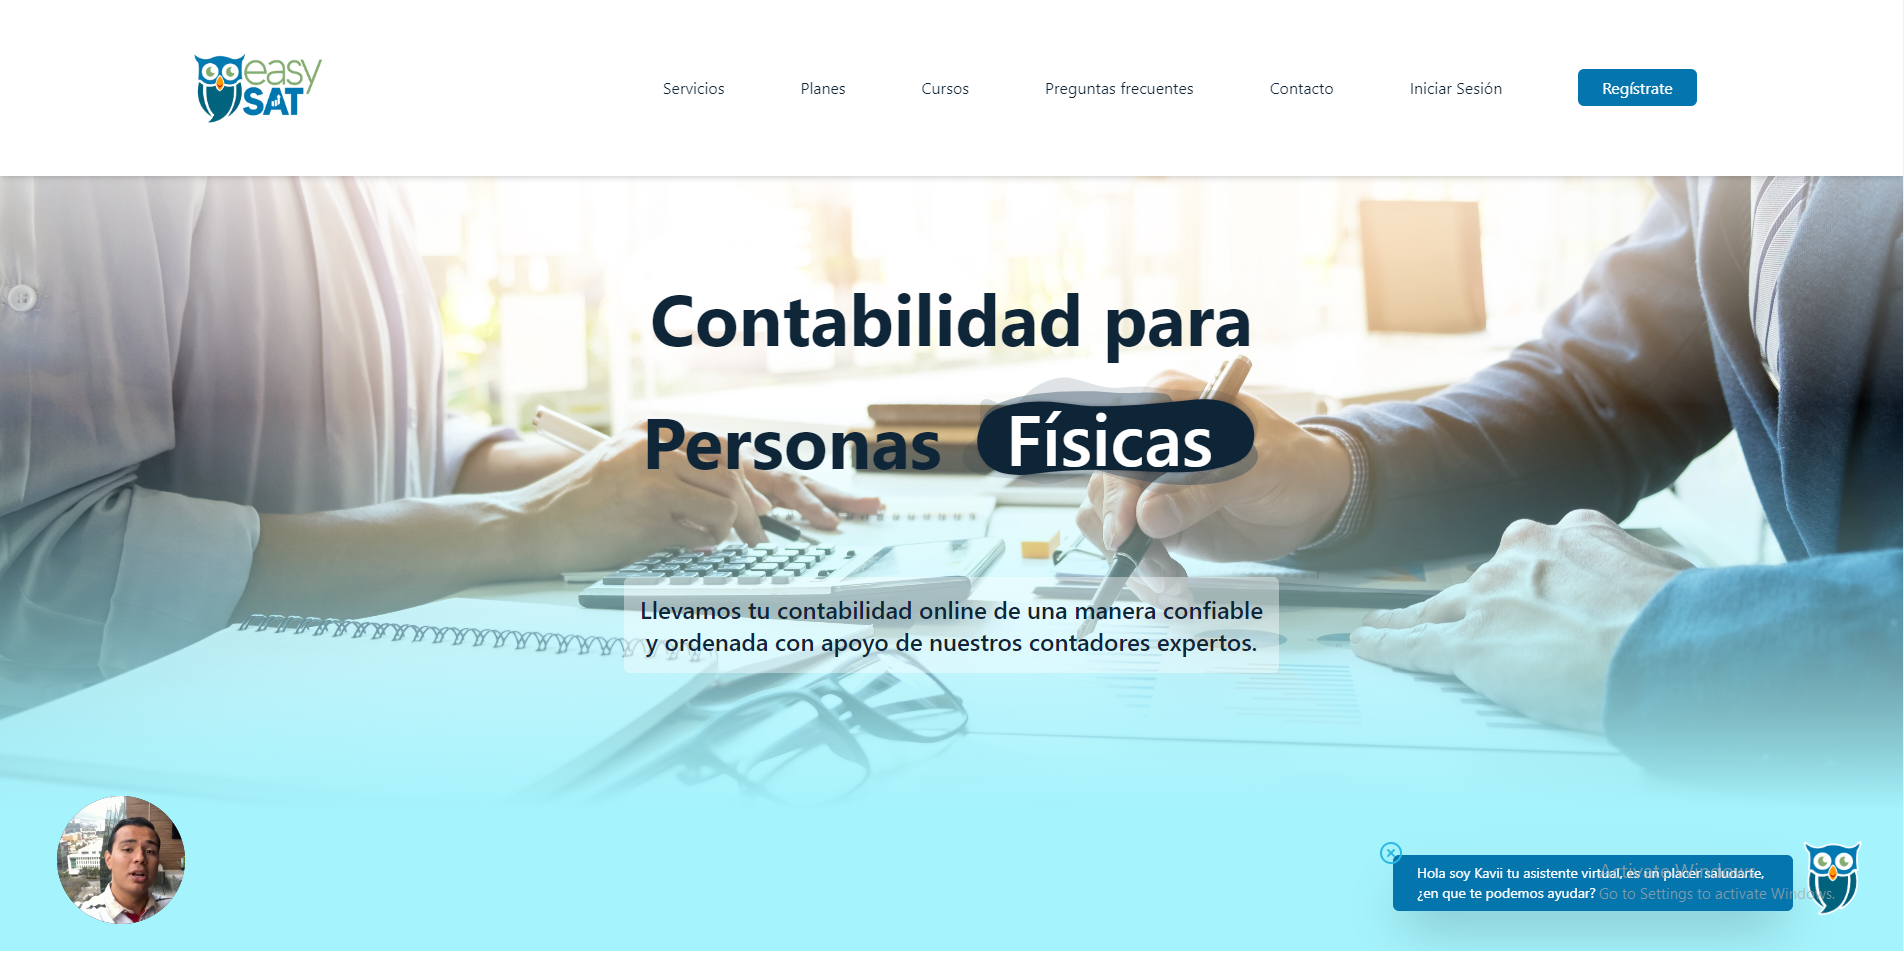 easy
SAT
Servicios
Planes
Cursos
Preguntas frecuentes
Contacto
Iniciar Sesión
Regístrate
Contabilidad para
Personas Físicas
Llevamos tu contabilidad online de una manera confiable
y ordenada con apoyo de nuestros contadores expertos.
Hola soy Kavii tu asistente virtual, es un placer saludarte,
¿en que te podemos ayudar?
Activate Windows
Go to Settings to activate Windows.